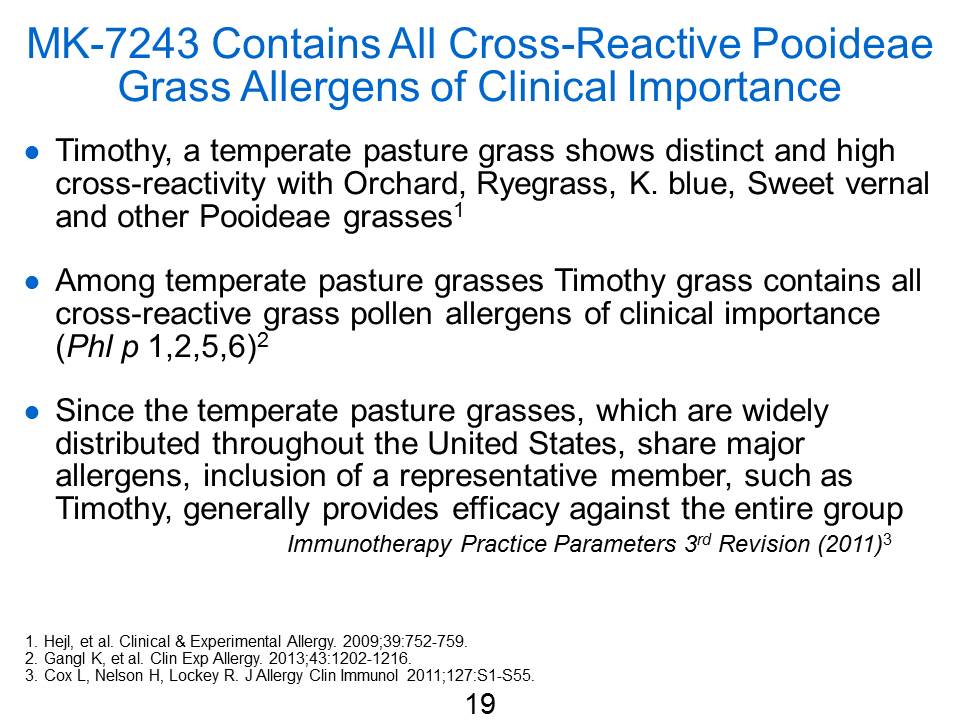 MK-7243 Contains All Cross-Reactive Pooideae
Grass Allergens of Clinical Importance
● Timothy, a temperate pasture grass shows distinct and high
cross-reactivity with Orchard, Ryegrass, K. blue, Sweet vernal
and other Pooideae grasses1
● Among temperate pasture grasses Timothy grass contains all
cross-reactive grass pollen allergens of clinical importance
(Phl p 1,2,5,6)2
● Since the temperate pasture grasses, which are widely
distributed throughout the United States, share major
allergens, inclusion of a representative member, such as
Timothy, generally provides efficacy against the entire group
Immunotherapy Practice Parameters 3rd Revision (2011)3
1. Hejl, et al. Clinical & Experimental Allergy. 2009;39:752-759.
2. Gangl K, et al. Clin Exp Allergy. 2013;43:1202-1216.
3. Cox L, Nelson H, Lockey R. J Allergy Clin Immunol 2011;127:S1-S55.
19